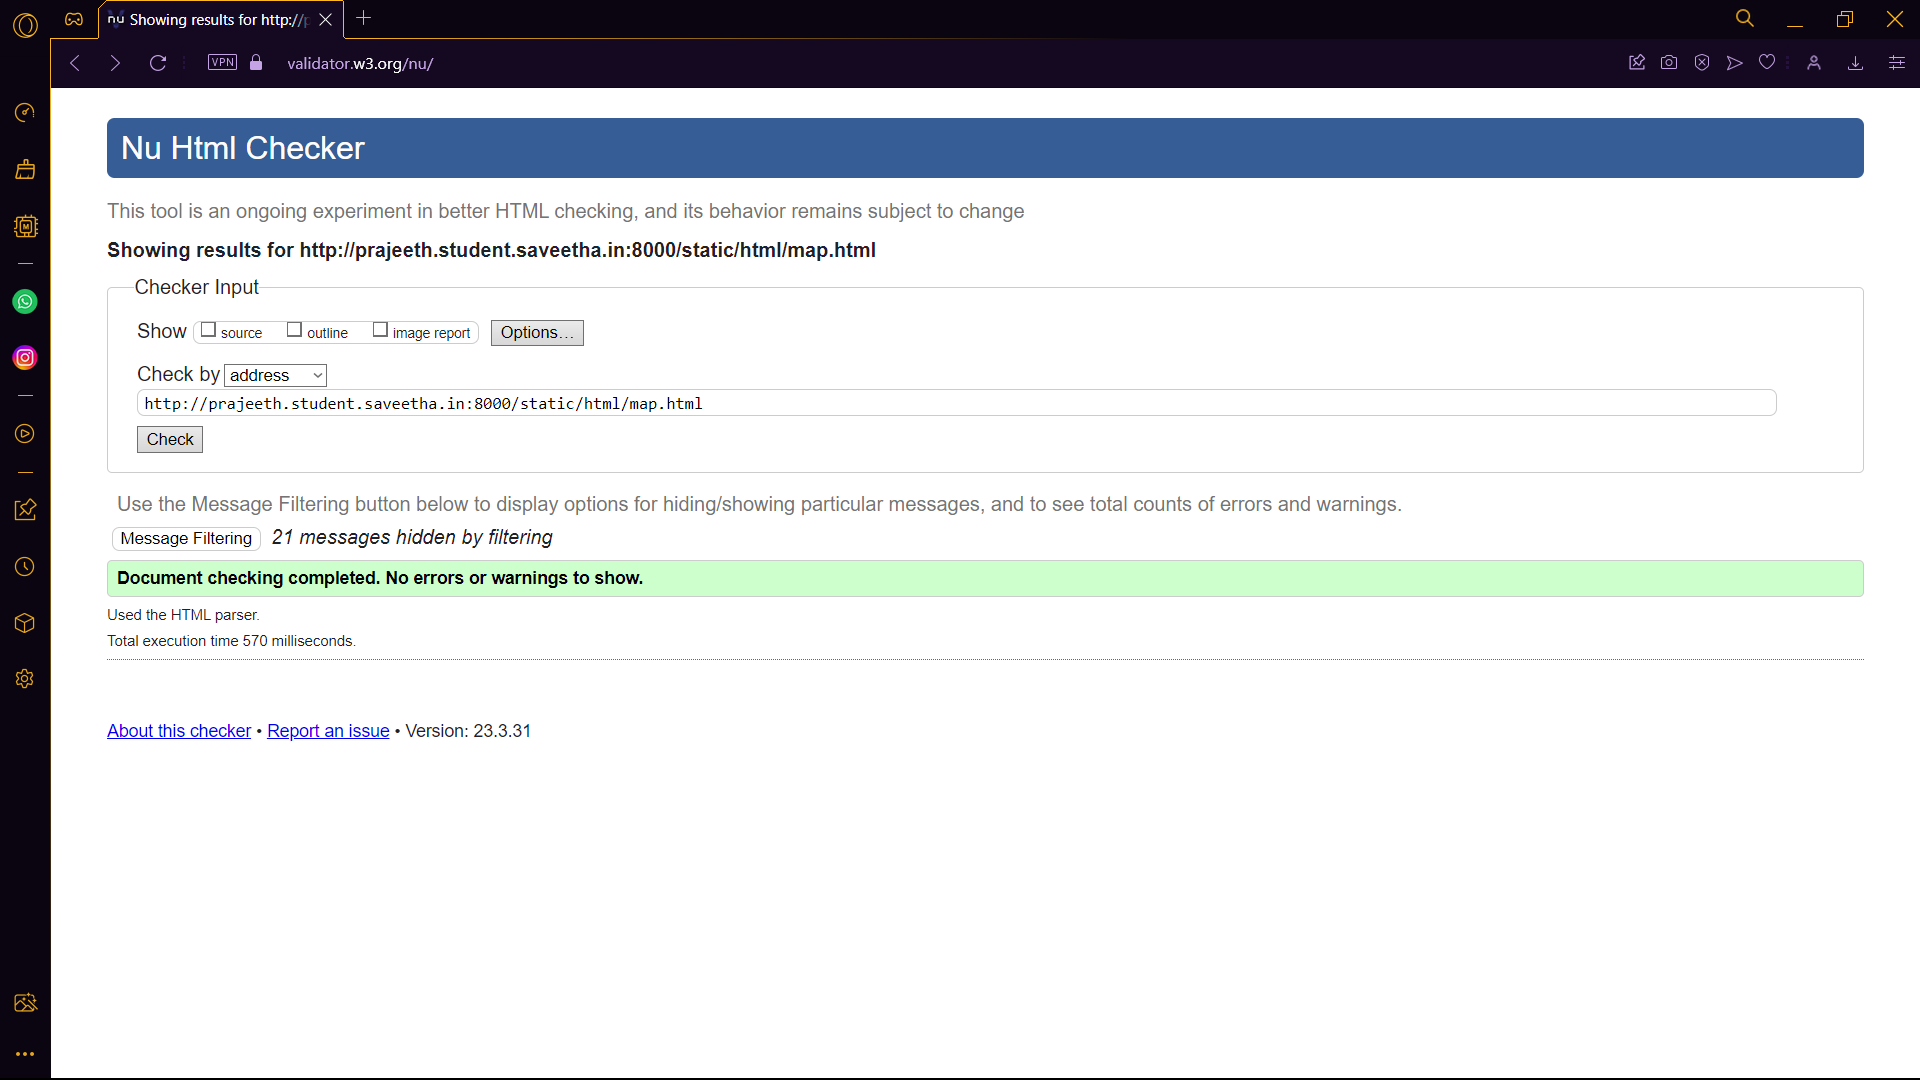 nu Showing results for http://p
VPN validator.w3.org/nu/
Nu Html Checker
This tool is an ongoing experiment in better HTML checking, and its behavior remains subject to change
Showing results for http://prajeeth.student.saveetha.in:8000/static/html/map.html
Checker Input
Show source outline image report Options...
Check by address
http://prajeeth.student.saveetha.in:8000/static/html/map.html
Check
Use the Message Filtering button below to display options for hiding/showing particular messages, and to see total counts of errors and warnings.
Message Filtering 21 messages hidden by filtering
Document checking completed. No errors or warnings to show.
Used the HTML parser.
Total execution time 570 milliseconds.
About this checker • Report an issue • Version: 23.3.31